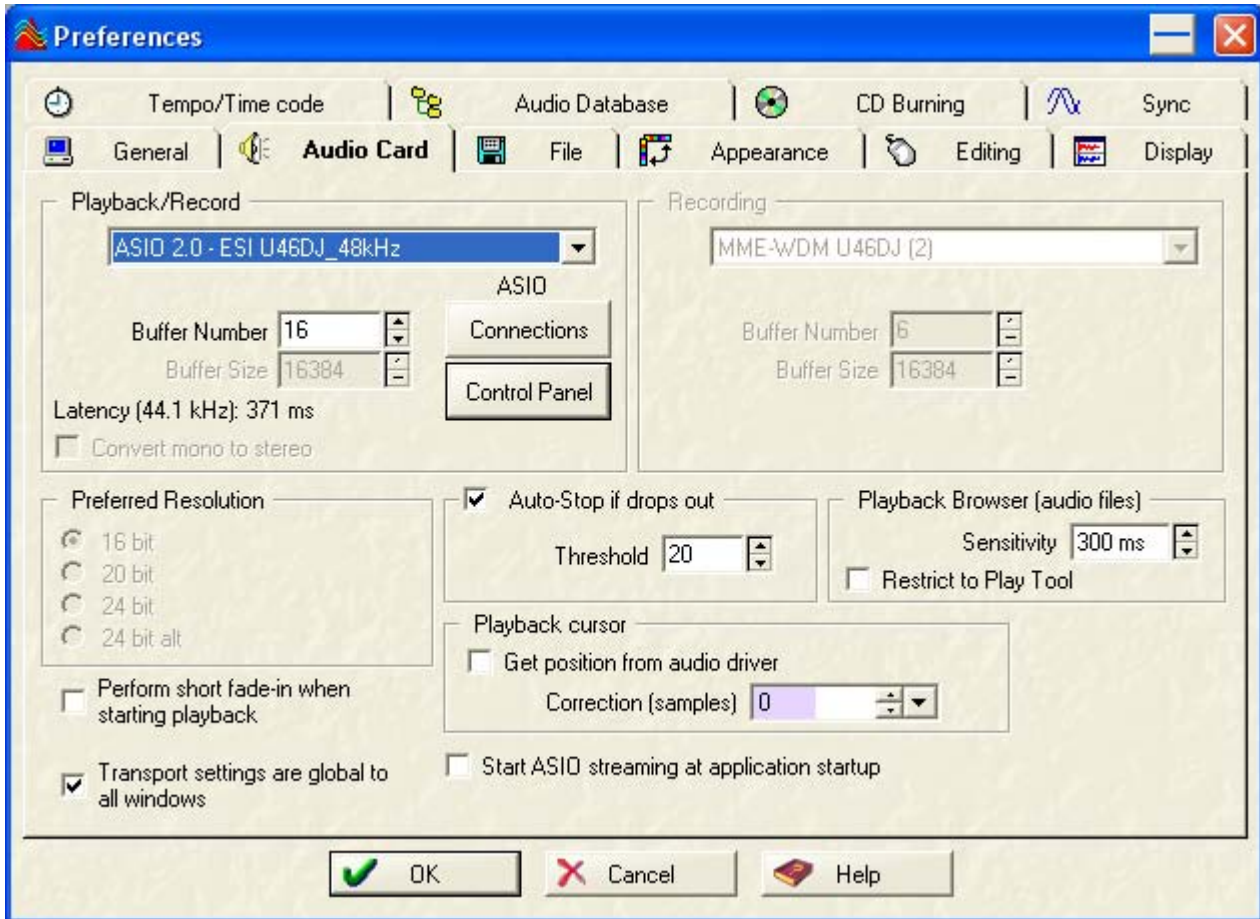 Preferences
Tempo/Time code
Audio Database
CD Burning
Sync
General
Audio Card
File
Appearance
Editing
Display
Playback/Record
ASIO 2.0 - ESI U46DJ_48kHz
ASIO
Buffer Number 16
Connections
Buffer Size 16384
Control Panel
Latency (44.1 kHz): 371 ms
Convert mono to stereo
Recording
MME-WDM U46DJ (2)
Buffer Number 6
Buffer Size 16384
Preferred Resolution
16 bit
20 bit
24 bit
24 bit alt
Auto-Stop if drops out
Threshold 20
Playback Browser (audio files)
Sensitivity 300 ms
Restrict to Play Tool
Playback cursor
Get position from audio driver
Correction (samples) 0
Perform short fade-in when
starting playback
Transport settings are global to
all windows
Start ASIO streaming at application startup
OK
Cancel
Help